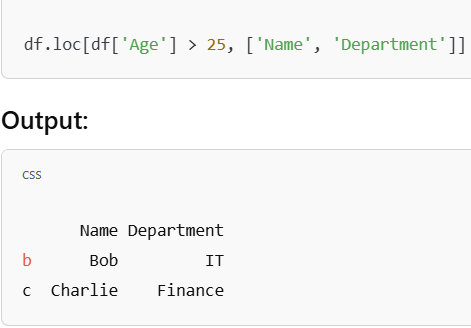 df.loc[df['Age'] > 25, ['Name', 'Department']]
Output:
css
Name Department
b Bob IT
c Charlie Finance